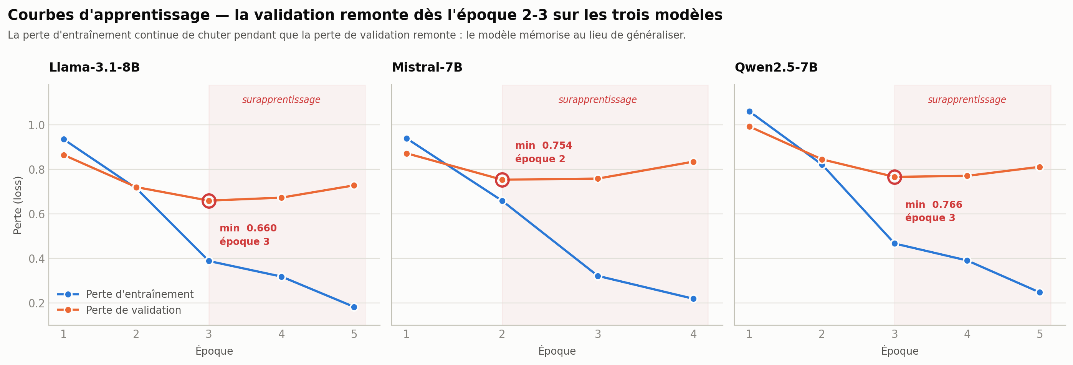 Courbes d'apprentissage — la validation remonte dès l'époque 2-3 sur les trois modèles
La perte d'entraînement continue de chuter pendant que la perte de validation remonte : le modèle mémorise au lieu de généraliser.
Llama-3.1-8B
surapprentissage
1.0
0.8
0.6
0.4
0.2
Perte (loss)
min 0.660
époque 3
Perte d'entraînement
Perte de validation
1 2 3 4 5
Époque
Mistral-7B
surapprentissage
min 0.754
époque 2
1 2 3 4
Époque
Qwen2.5-7B
surapprentissage
min 0.766
époque 3
1 2 3 4 5
Époque